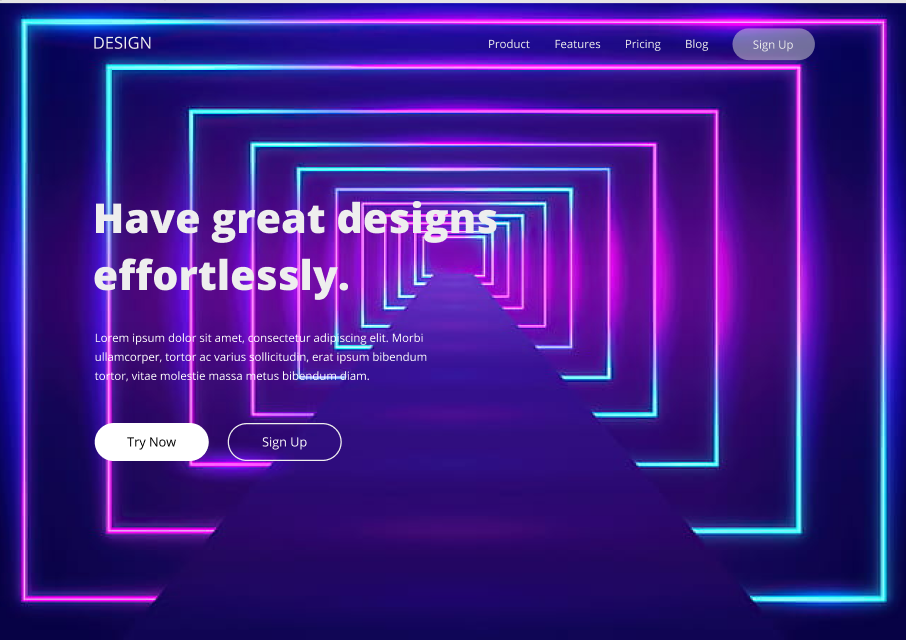 DESIGN
Product Features Pricing Blog Sign Up
Have great designs
effortlessly.
Lorem ipsum dolor sit amet, consectetur adipiscing elit. Morbi
ullamcorper, tortor ac varius sollicitudin, erat ipsum bibendum
tortor, vitae molestie massa metus bibendum diam.
Try Now Sign Up